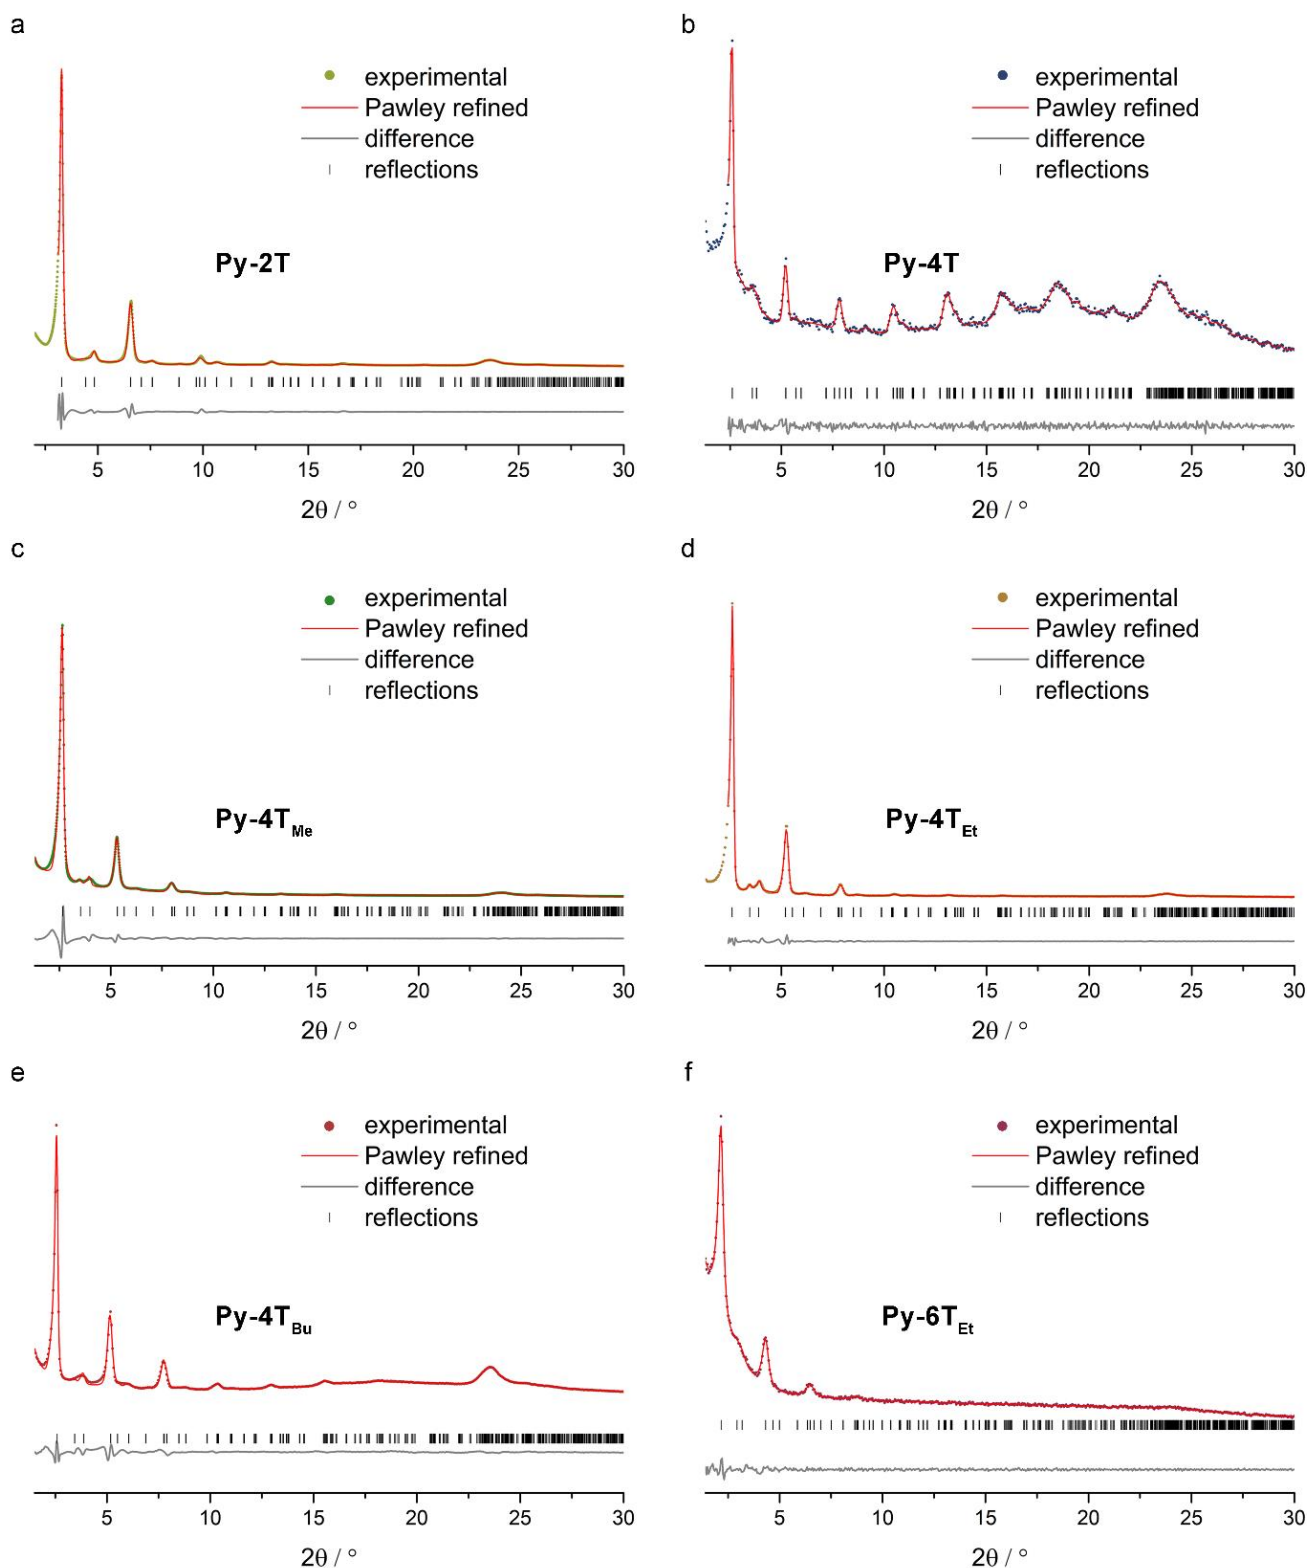 a
experimental
Pawley refined
difference
reflections
Py-2T
5 10 15 20 25 30
2θ / °
b
experimental
Pawley refined
difference
reflections
Py-4T
5 10 15 20 25 30
2θ / °
c
experimental
Pawley refined
difference
reflections
Py-4TMe
5 10 15 20 25 30
2θ / °
d
experimental
Pawley refined
difference
reflections
Py-4TEt
5 10 15 20 25 30
2θ / °
e
experimental
Pawley refined
difference
reflections
Py-4TBu
5 10 15 20 25 30
2θ / °
f
experimental
Pawley refined
difference
reflections
Py-6TEt
5 10 15 20 25 30
2θ / °